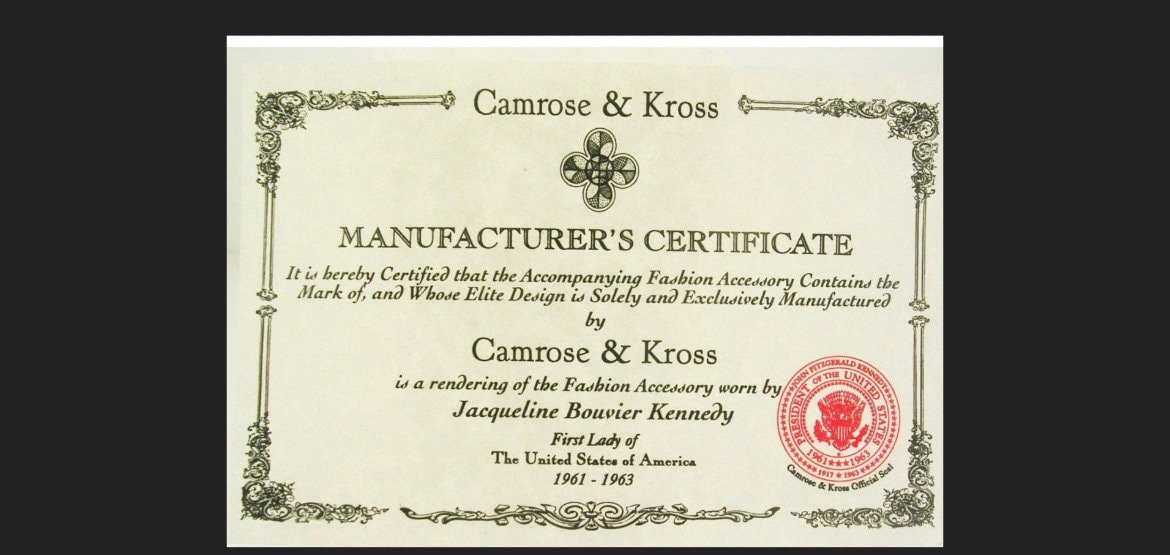 Camrose & Kross
MANUFACTURER'S CERTIFICATE
It is hereby Certified that the Accompanying Fashion Accessory Contains the
Mark of, and Whose Elite Design is Solely and Exclusively Manufactured
by
Camrose & Kross
is a rendering of the Fashion Accessory worn by
Jacqueline Bouvier Kennedy
First Lady of
The United States of America
1961 - 1963
JOHN FITZGERALD KENNEDY
PRESIDENT OF THE UNITED STATES
1961★★★1963
1917 ★ 1963
Camrose & Kross Official Seal